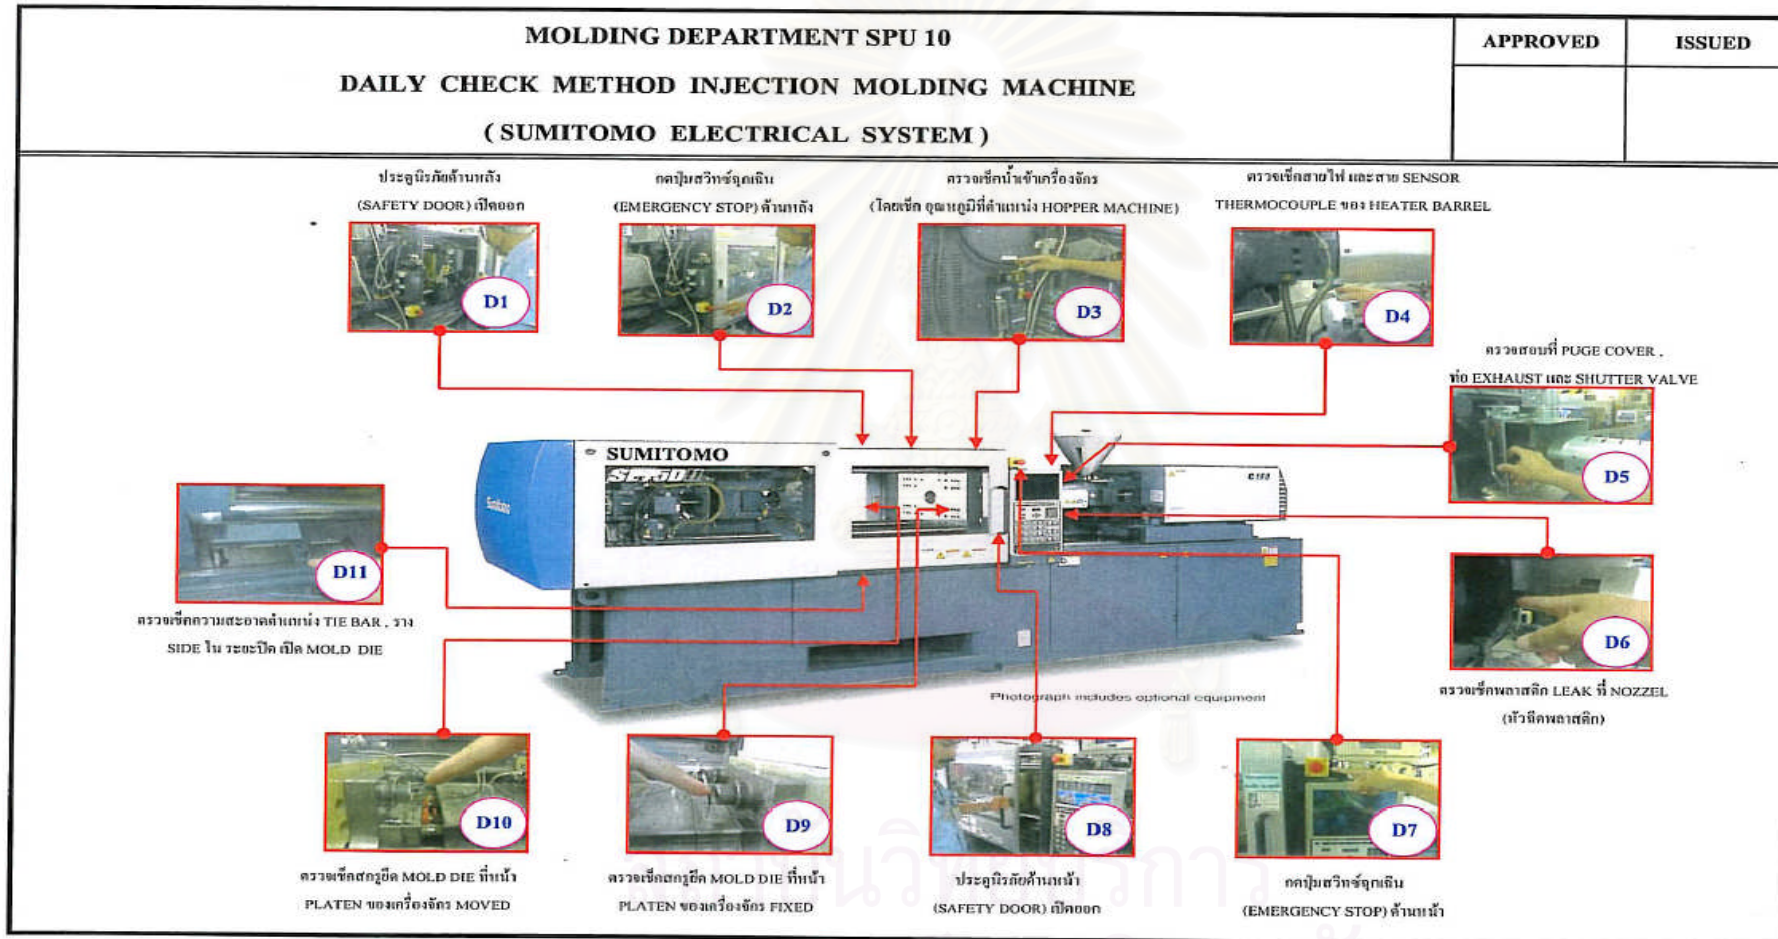 MOLDING DEPARTMENT SPU 10
DAILY CHECK METHOD INJECTION MOLDING MACHINE
( SUMITOMO ELECTRICAL SYSTEM )
APPROVED
ISSUED
ประตูนิรภัยด้านหลัง
(SAFETY DOOR) เปิดออก
กดปุ่มสวิทซ์ฉุกเฉิน
(EMERGENCY STOP) ด้านหลัง
ตรวจเช็คน้ำเข้าเครื่องจักร
(โดยเช็ค อุณหภูมิที่ตำแหน่ง HOPPER MACHINE)
ตรวจเช็คสายไฟ และสาย SENSOR
THERMOCOUPLE ของ HEATER BARREL
D1
D2
D3
D4
ตรวจสอบที่ PUGE COVER ,
ท่อ EXHAUST และ SHUTTER VALVE
D5
SUMITOMO
Sumitomo
C160
D11
ตรวจเช็คความสะอาดตำแหน่ง TIE BAR , ราง
SIDE ใน ระยะปิด เปิด MOLD DIE
D6
ตรวจเช็คพลาสติก LEAK ที่ NOZZEL
(หัวฉีดพลาสติก)
Photograph includes optional equipment
D10
D9
D8
D7
ตรวจเช็คสกรูยึด MOLD DIE ที่หน้า
PLATEN ของเครื่องจักร MOVED
ตรวจเช็คสกรูยึด MOLD DIE ที่หน้า
PLATEN ของเครื่องจักร FIXED
ประตูนิรภัยด้านหน้า
(SAFETY DOOR) เปิดออก
กดปุ่มสวิทซ์ฉุกเฉิน
(EMERGENCY STOP) ด้านหน้า